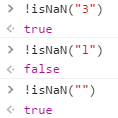 > !isNaN("3")
< true
> !isNaN("l")
< false
> !isNaN("")
< true